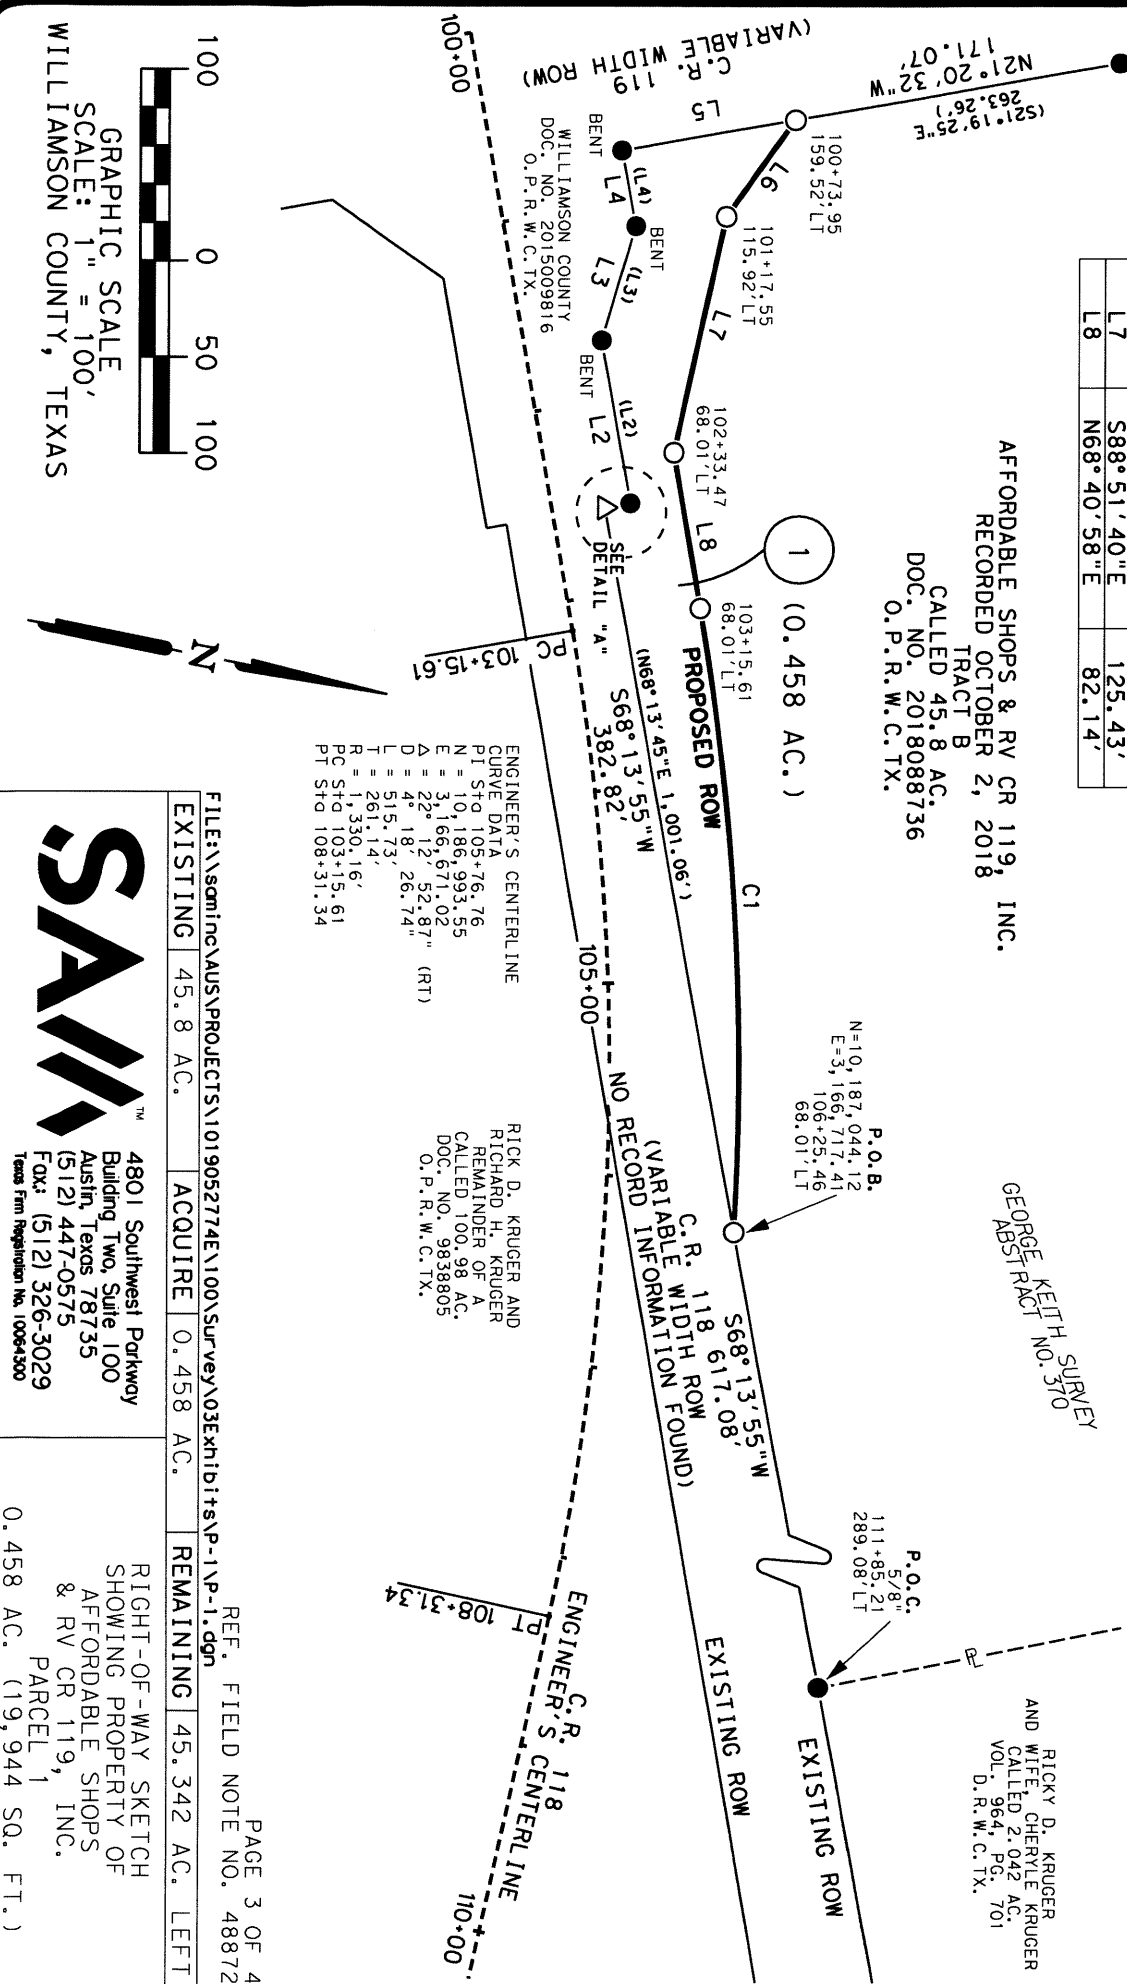 L7 S88°51'40"E 125.43'
L8 N68°40'58"E 82.14'
N21°20'32"W
171.07'
(S21°19'25"E
263.26')
C.R. 119
(VARIABLE WIDTH ROW)
L5
100+73.95
159.52'LT
L6
101+17.55
115.92'LT
L7
102+33.47
68.01'LT
L8
103+15.61
68.01'LT
BENT
(L4)
L4
BENT
(L3)
L3
BENT
(L2)
L2
SEE
DETAIL "A"
WILLIAMSON COUNTY
DOC. NO. 2015009816
O.P.R.W.C.TX.
100+00
AFFORDABLE SHOPS & RV CR 119, INC.
RECORDED OCTOBER 2, 2018
TRACT B
CALLED 45.8 AC.
DOC. NO. 2018088736
O.P.R.W.C.TX.
1
(0.458 AC.)
PROPOSED ROW
C1
(N68°13'45"E 1,001.06')
S68°13'55"W
382.82'
P.O.B.
N=10,187,044.12
E=3,166,717.41
106+25.46
68.01'LT
GEORGE KEITH SURVEY
ABSTRACT NO. 370
S68°13'55"W
617.08'
C.R. 118
(VARIABLE WIDTH ROW
NO RECORD INFORMATION FOUND)
P.O.C.
5/8"
111+85.21
289.08'LT
PL
RICKY D. KRUGER
AND WIFE, CHERYLE KRUGER
CALLED 2.042 AC.
VOL. 964, PG. 701
D.R.W.C.TX.
EXISTING ROW
EXISTING ROW
PC 103+15.61
105+00
PT 108+31.34
C.R. 118
ENGINEER'S CENTERLINE
110+00
ENGINEER'S CENTERLINE
CURVE DATA
PI Sta 105+76.76
N = 10,186,993.55
E = 3,166,671.02
Δ = 22° 12' 52.87" (RT)
D = 4° 18' 26.74"
L = 515.73'
T = 261.14'
R = 1,330.16'
PC Sta 103+15.61
PT Sta 108+31.34
RICK D. KRUGER AND
RICHARD H. KRUGER
REMAINDER OF A
CALLED 100.98 AC.
DOC. NO. 9838805
O.P.R.W.C.TX.
100 0 50 100
GRAPHIC SCALE
SCALE: 1" = 100'
WILLIAMSON COUNTY, TEXAS
N
PAGE 3 OF 4
REF. FIELD NOTE NO. 48872
FILE:\\saminc\AUS\PROJECTS\1019052774E\100\Survey\03Exhibits\P-1\P-1.dgn
EXISTING 45.8 AC. ACQUIRE 0.458 AC. REMAINING 45.342 AC. LEFT
SAM™
4801 Southwest Parkway
Building Two, Suite 100
Austin, Texas 78735
(512) 447-0575
Fax: (512) 326-3029
Texas Firm Registration No. 10064300
RIGHT-OF-WAY SKETCH
SHOWING PROPERTY OF
AFFORDABLE SHOPS
& RV CR 119, INC.
PARCEL 1
0.458 AC. (19,944 SQ. FT.)